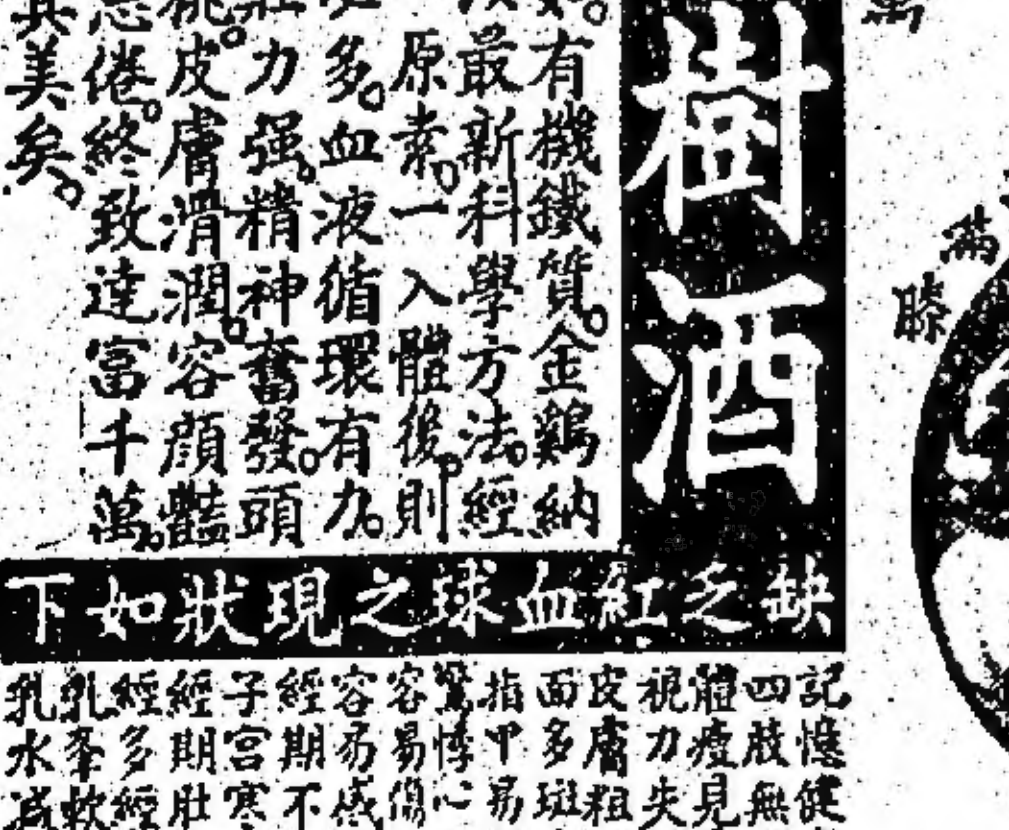 樹酒
有機鐵質。金鷄納
最新科學方法。經
原素。一入體後。則
多。血液循環有力。
力强。精神奮發。頭
桃。皮膚滑潤。容顔豔
倦。終致達富千萬。
美矣。
缺乏紅血球之現狀如下
記憶健
四肢無
體瘦見
視力失
皮膚粗
面多斑
指甲易
驚悸心
容易傷
容易感
經期不
子宮寒
經期肚
經多經
乳峯軟
乳水減